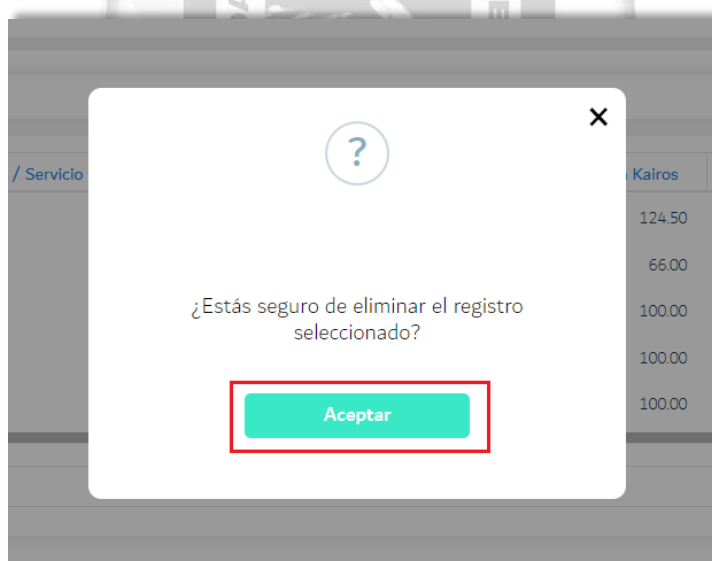 / Servicio
Kairos
124.50
66.00
100.00
100.00
100.00
?
¿Estás seguro de eliminar el registro
seleccionado?
Aceptar